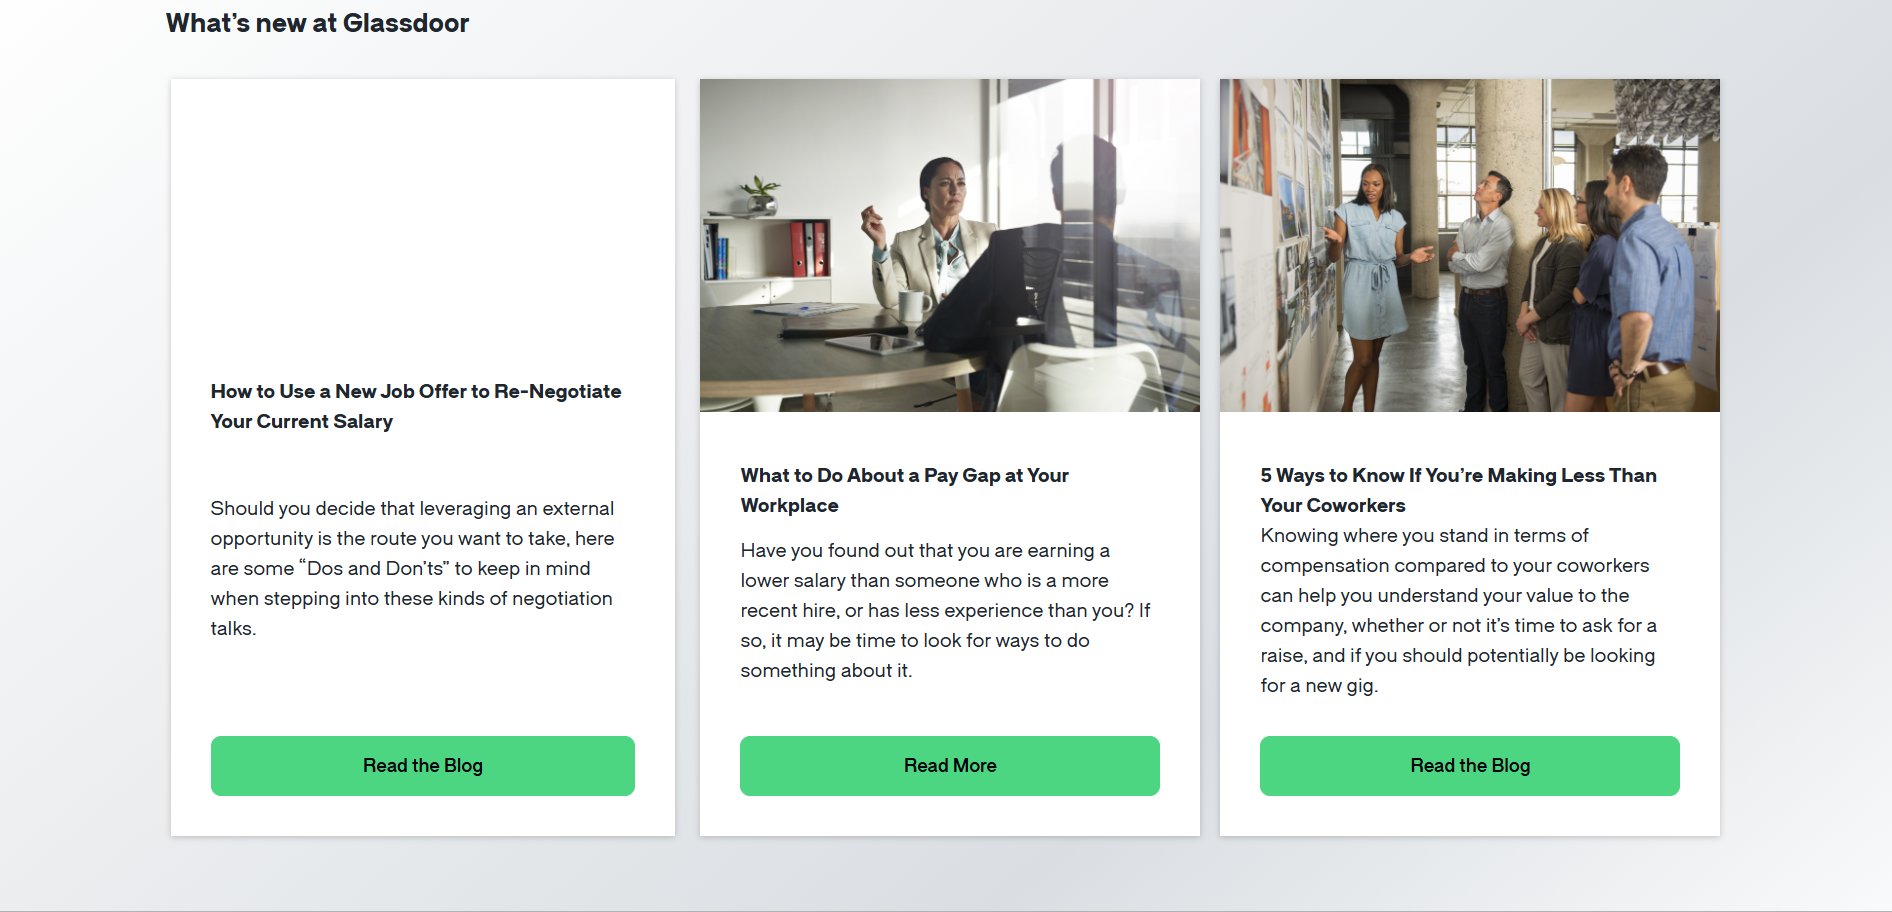 What’s new at Glassdoor
How to Use a New Job Offer to Re-Negotiate
Your Current Salary
Should you decide that leveraging an external
opportunity is the route you want to take, here
are some “Dos and Don’ts” to keep in mind
when stepping into these kinds of negotiation
talks.
Read the Blog
What to Do About a Pay Gap at Your
Workplace
Have you found out that you are earning a
lower salary than someone who is a more
recent hire, or has less experience than you? If
so, it may be time to look for ways to do
something about it.
Read More
5 Ways to Know If You’re Making Less Than
Your Coworkers
Knowing where you stand in terms of
compensation compared to your coworkers
can help you understand your value to the
company, whether or not it’s time to ask for a
raise, and if you should potentially be looking
for a new gig.
Read the Blog